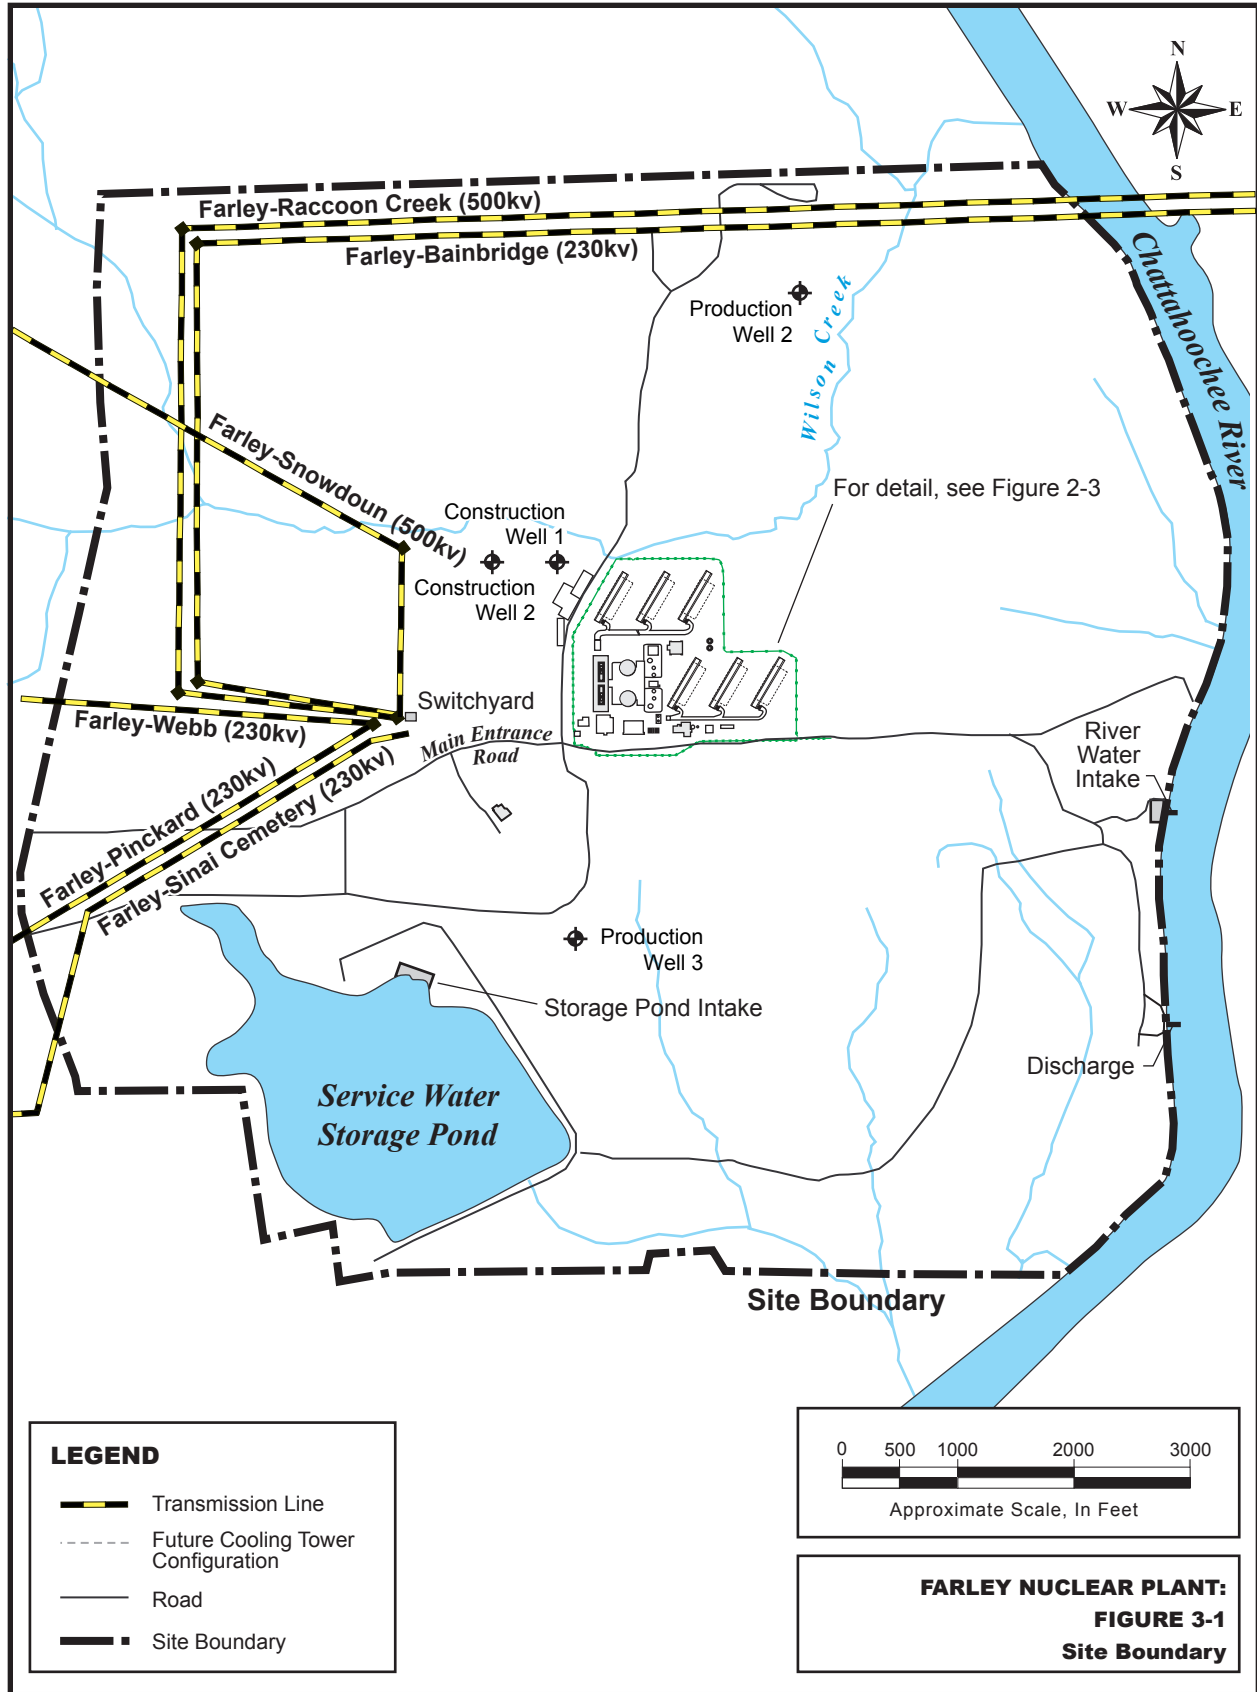 N
W E
S
Farley-Raccoon Creek (500kv)
Farley-Bainbridge (230kv)
Chattahoochee River
Production
Well 2
Wilson Creek
Farley-Snowdoun (500kv)
For detail, see Figure 2-3
Construction
Well 1
Construction
Well 2
Switchyard
Farley-Webb (230kv)
Main Entrance
Road
River
Water
Intake
Farley-Pinckard (230kv)
Farley-Sinai Cemetery (230kv)
Production
Well 3
Storage Pond Intake
Discharge
Service Water
Storage Pond
Site Boundary
LEGEND
Transmission Line
Future Cooling Tower
Configuration
Road
Site Boundary
0 500 1000 2000 3000
Approximate Scale, In Feet
FARLEY NUCLEAR PLANT:
FIGURE 3-1
Site Boundary